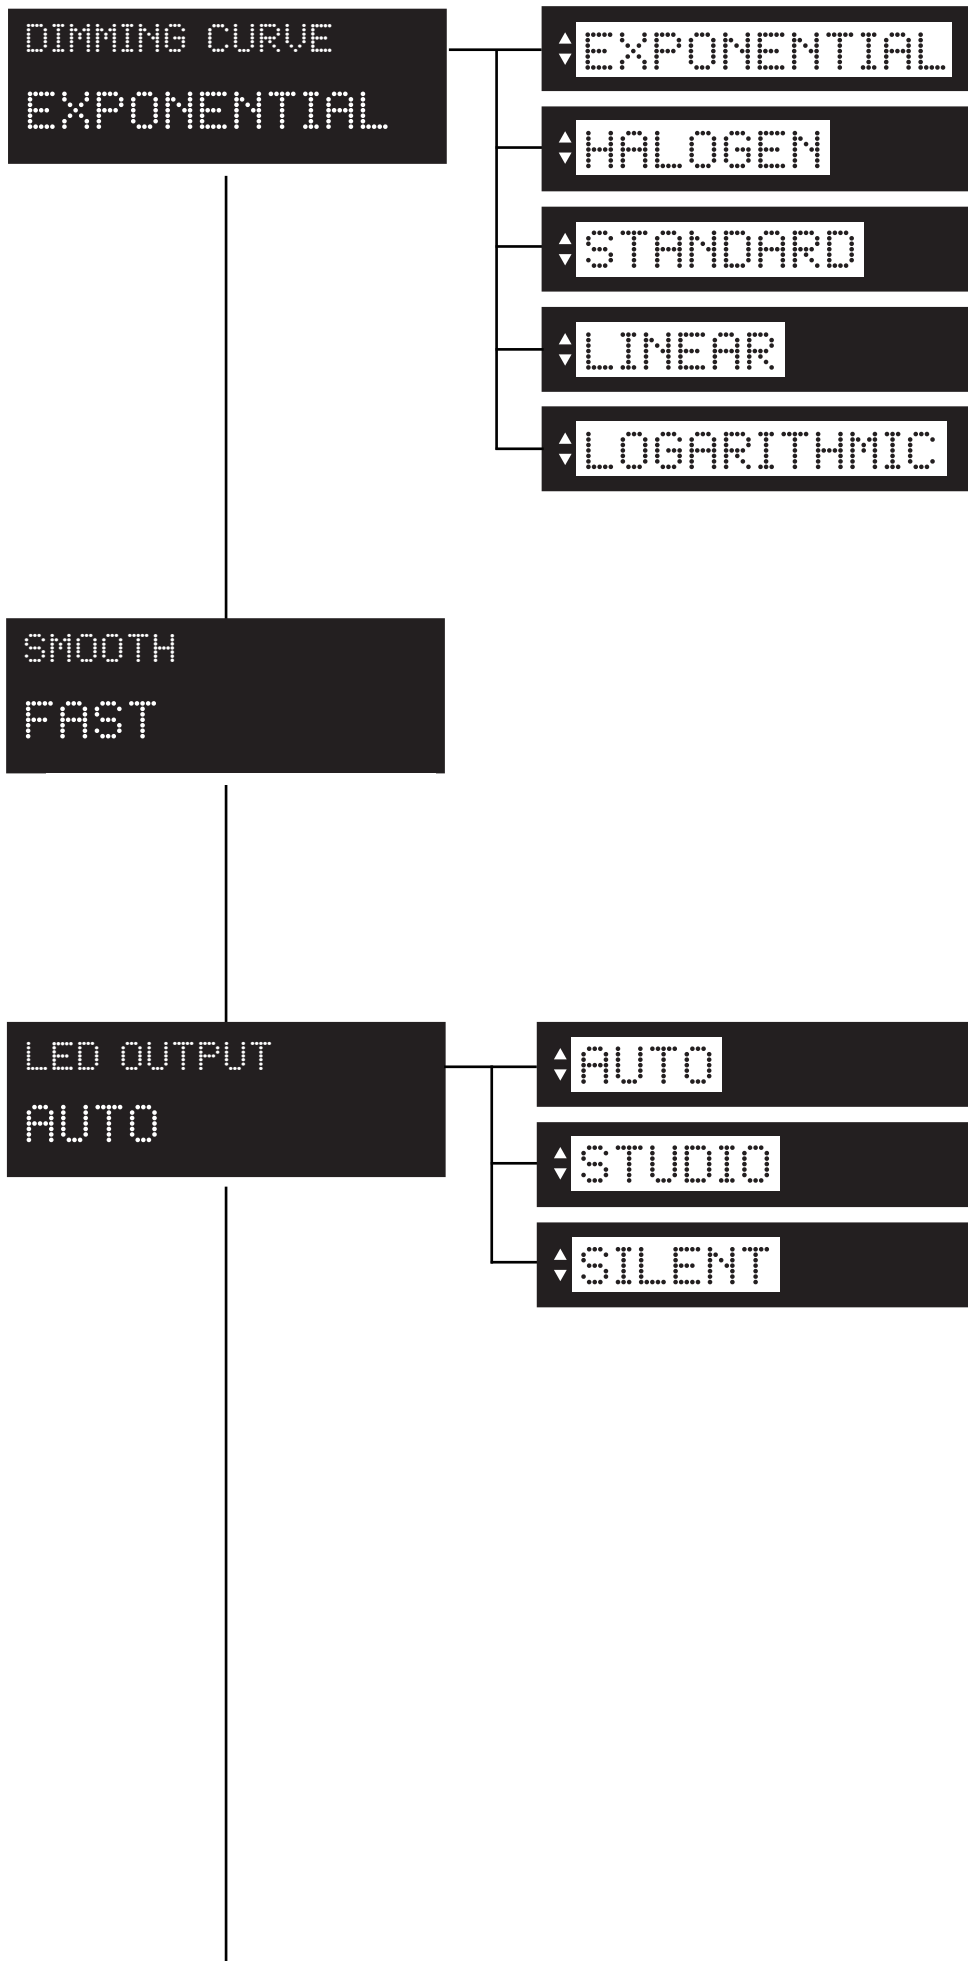 DIMMING CURVE
EXPONENTIAL
EXPONENTIAL
HALOGEN
STANDARD
LINEAR
LOGARITHMIC
SMOOTH
FAST
LED OUTPUT
AUTO
AUTO
STUDIO
SILENT